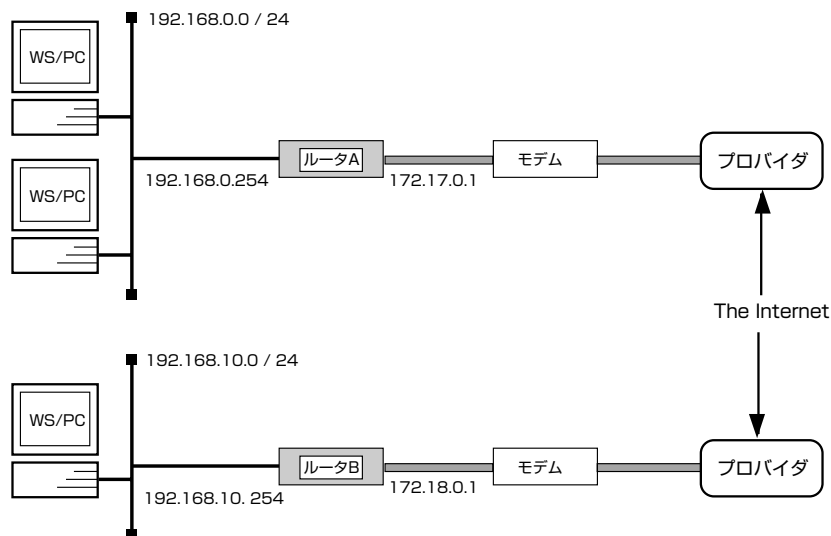 192.168.0.0 / 24
WS/PC
ルータA
モデム
プロバイダ
192.168.0.254
172.17.0.1
WS/PC
The Internet
192.168.10.0 / 24
WS/PC
ルータB
モデム
プロバイダ
192.168.10. 254
172.18.0.1